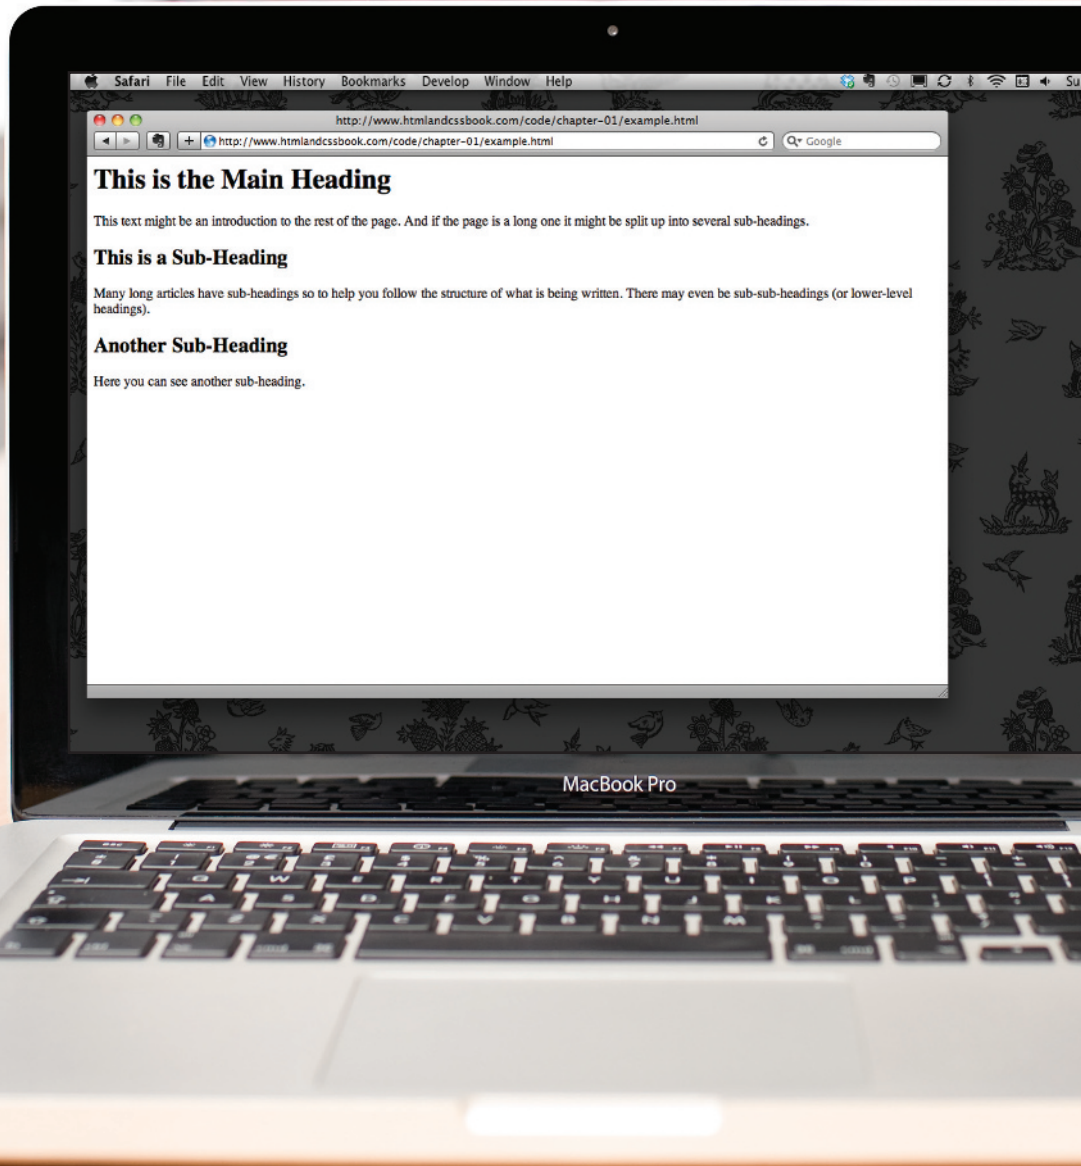 Safari File Edit View History Bookmarks Develop Window Help Su
http://www.htmlandcssbook.com/code/chapter-01/example.html
http://www.htmlandcssbook.com/code/chapter-01/example.html Google
This is the Main Heading
This text might be an introduction to the rest of the page. And if the page is a long one it might be split up into several sub-headings.
This is a Sub-Heading
Many long articles have sub-headings so to help you follow the structure of what is being written. There may even be sub-sub-headings (or lower-level
headings).
Another Sub-Heading
Here you can see another sub-heading.
MacBook Pro
Q W E R T Y U I O P
A S D F G H J K L
Z X C V B N M